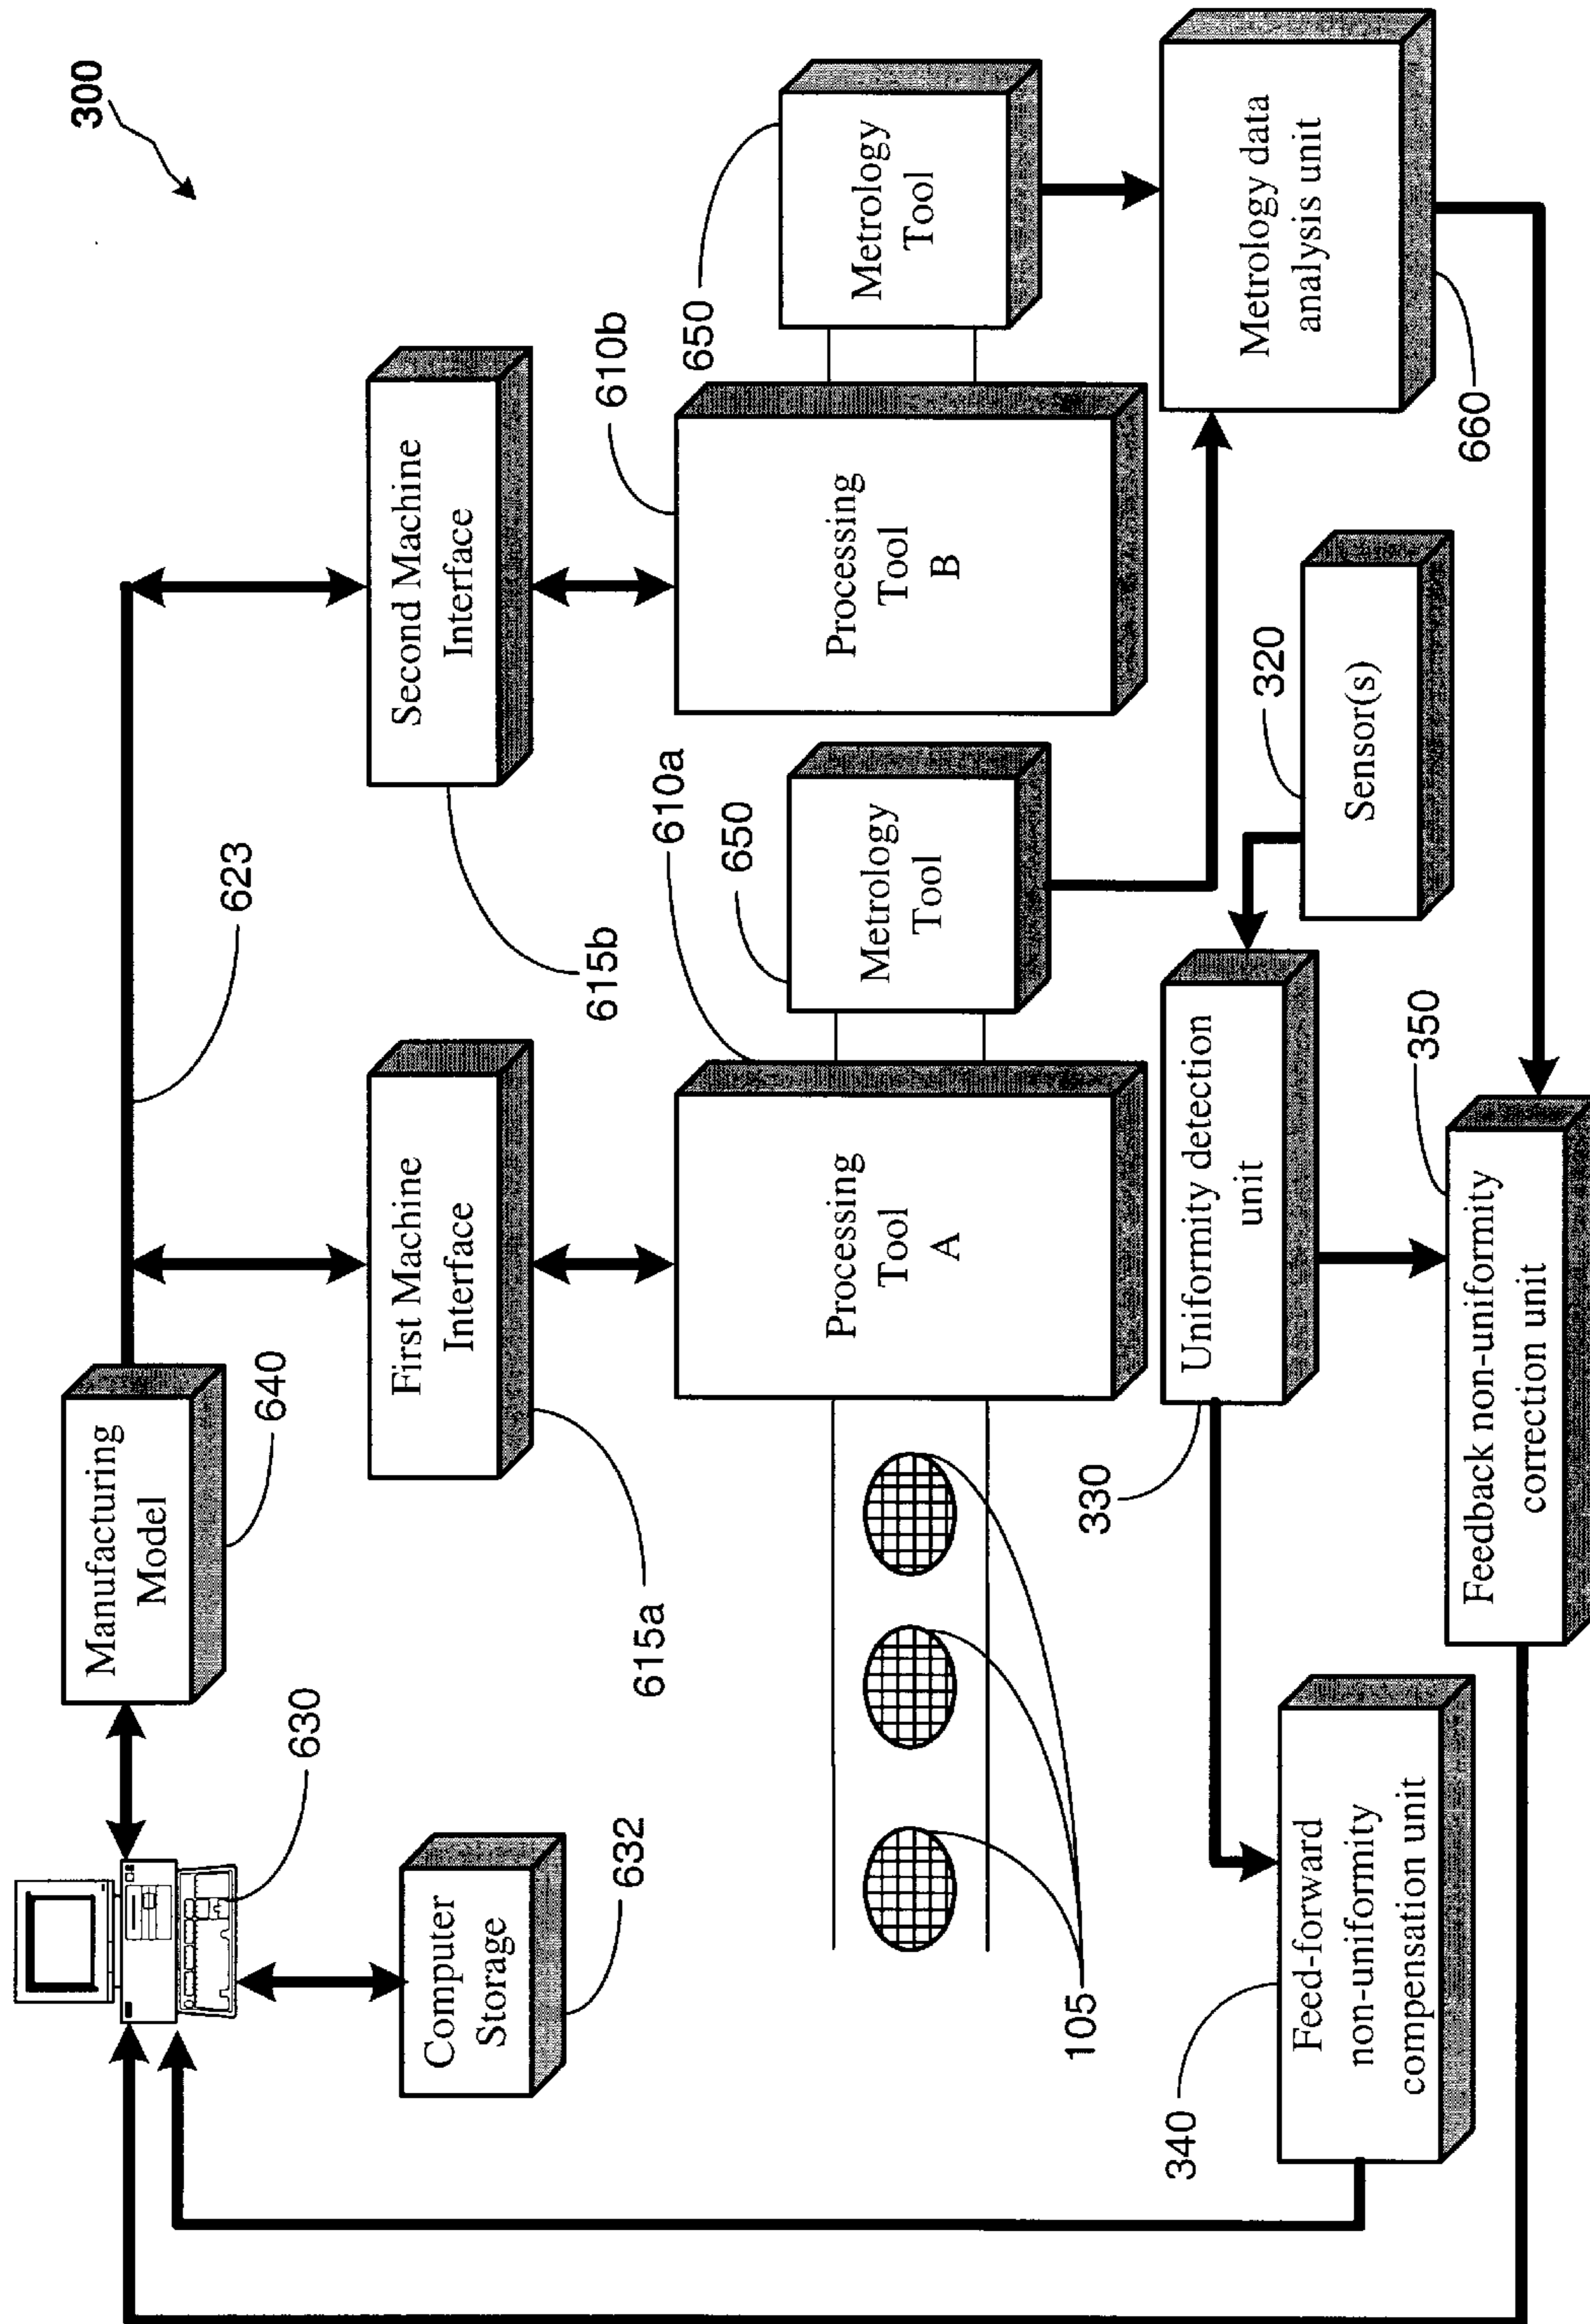 300
Manufacturing
Model
640
623
630
Computer
Storage
632
First Machine
Interface
615a
Second Machine
Interface
615b
Processing
Tool
A
610a
Metrology
Tool
650
Processing
Tool
B
610b
Metrology
Tool
650
105
Metrology data
analysis unit
660
Sensor(s)
320
Uniformity detection
unit
330
Feed-forward
non-uniformity
compensation unit
340
Feedback non-uniformity
correction unit
350